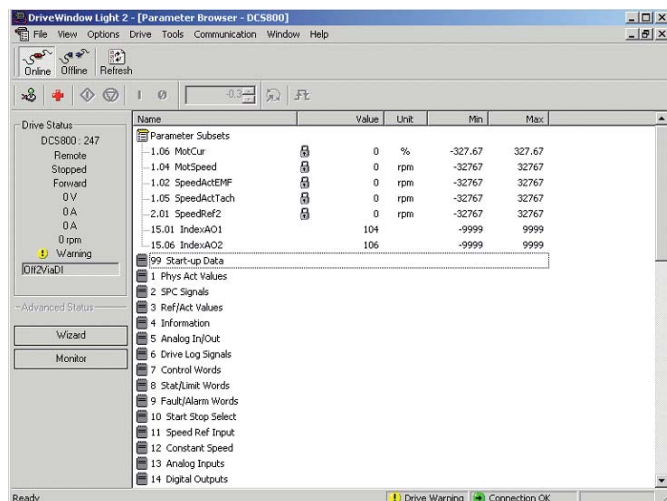 DriveWindow Light 2 - [Parameter Browser - DCS800]
File View Options Drive Tools Communication Window Help
Online Offline Refresh
-0.3
Drive Status
DCS800 : 247
Remote
Stopped
Forward
0 V
0 A
0 A
0 rpm
Warning
Off2ViaDI
Advanced Status
Wizard
Monitor
Name Value Unit Min Max
Parameter Subsets
1.06 MotCur 0 % -327.67 327.67
1.04 MotSpeed 0 rpm -32767 32767
1.02 SpeedActEMF 0 rpm -32767 32767
1.05 SpeedActTach 0 rpm -32767 32767
2.01 SpeedRef2 0 rpm -32767 32767
15.01 IndexAO1 104 -9999 9999
15.06 IndexAO2 106 -9999 9999
99 Start-up Data
1 Phys Act Values
2 SPC Signals
3 Ref/Act Values
4 Information
5 Analog In/Out
6 Drive Log Signals
7 Control Words
8 Stat/Limit Words
9 Fault/Alarm Words
10 Start Stop Select
11 Speed Ref Input
12 Constant Speed
13 Analog Inputs
14 Digital Outputs
Ready Drive Warning Connection OK